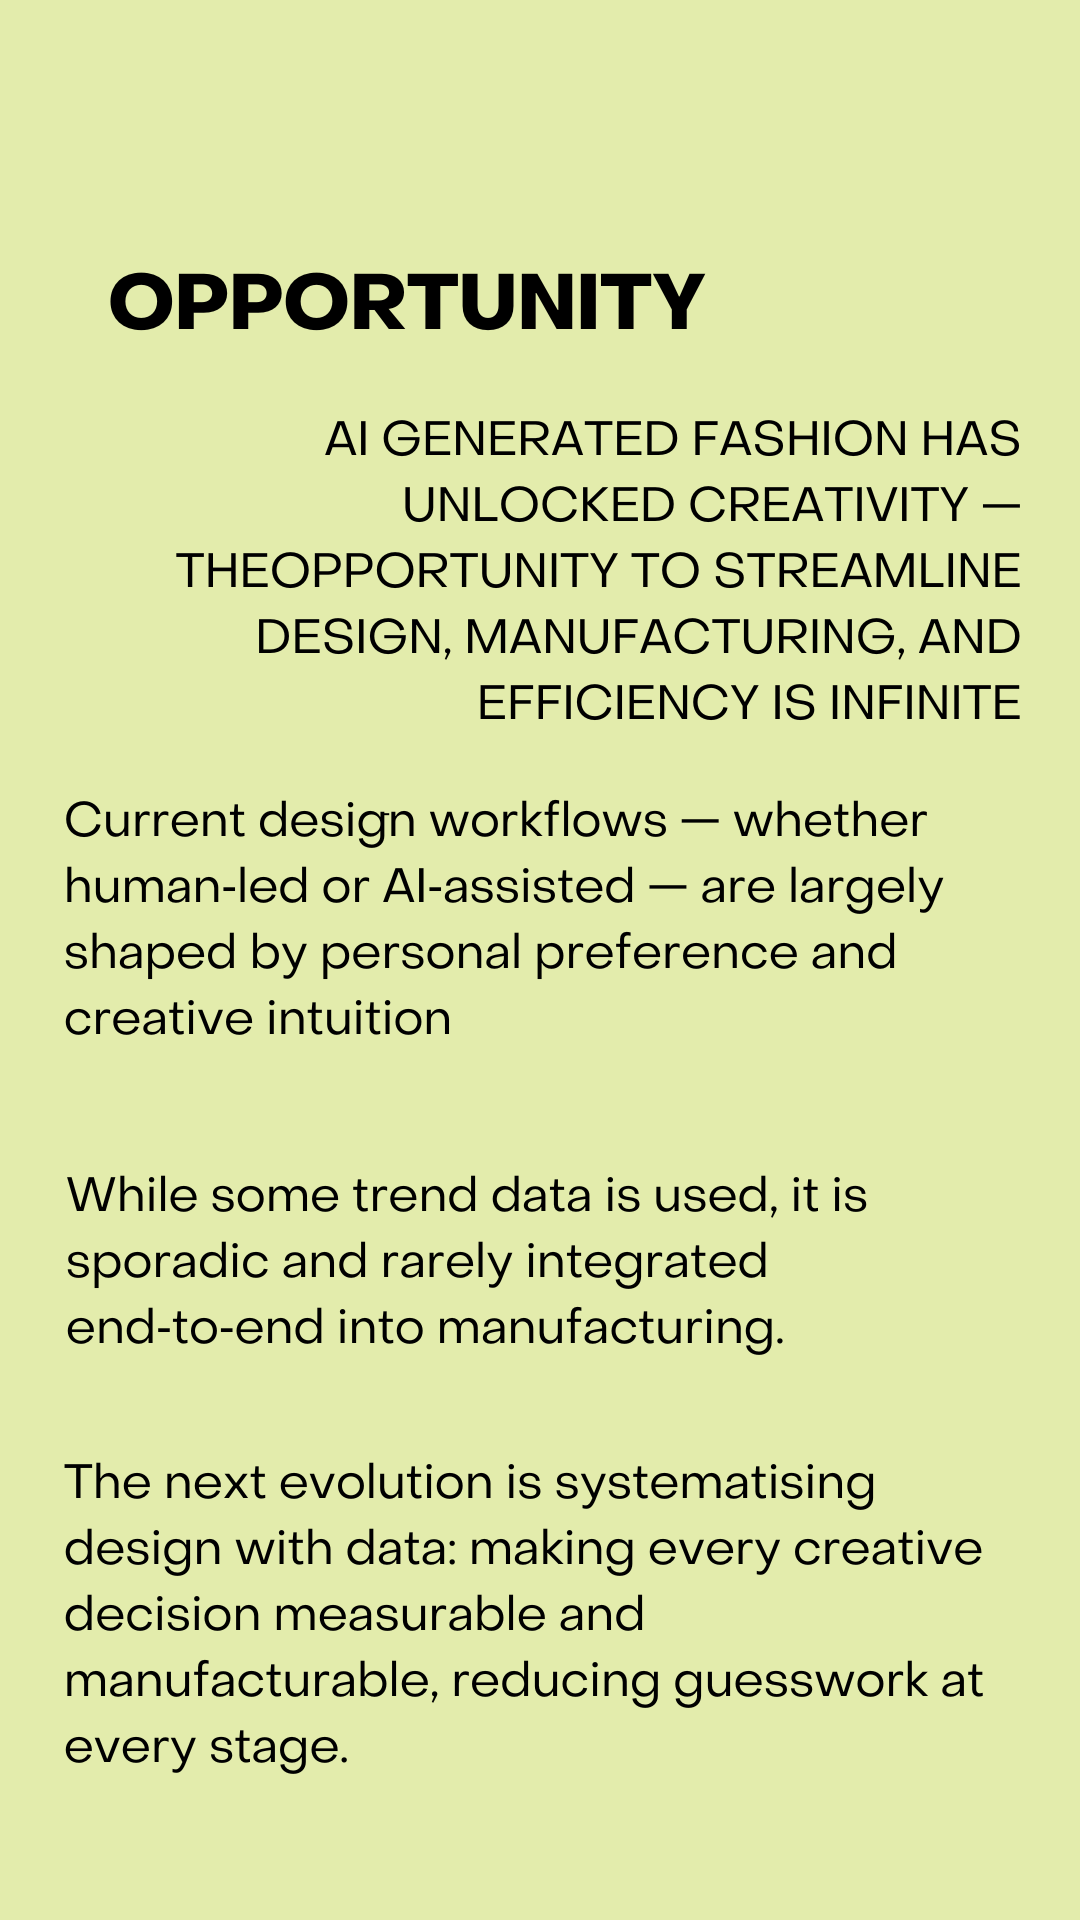 OPPORTUNITY
AI GENERATED FASHION HAS
UNLOCKED CREATIVITY —
THEOPPORTUNITY TO STREAMLINE
DESIGN, MANUFACTURING, AND
EFFICIENCY IS INFINITE
Current design workflows — whether
human-led or AI-assisted — are largely
shaped by personal preference and
creative intuition
While some trend data is used, it is
sporadic and rarely integrated
end-to-end into manufacturing.
The next evolution is systematising
design with data: making every creative
decision measurable and
manufacturable, reducing guesswork at
every stage.